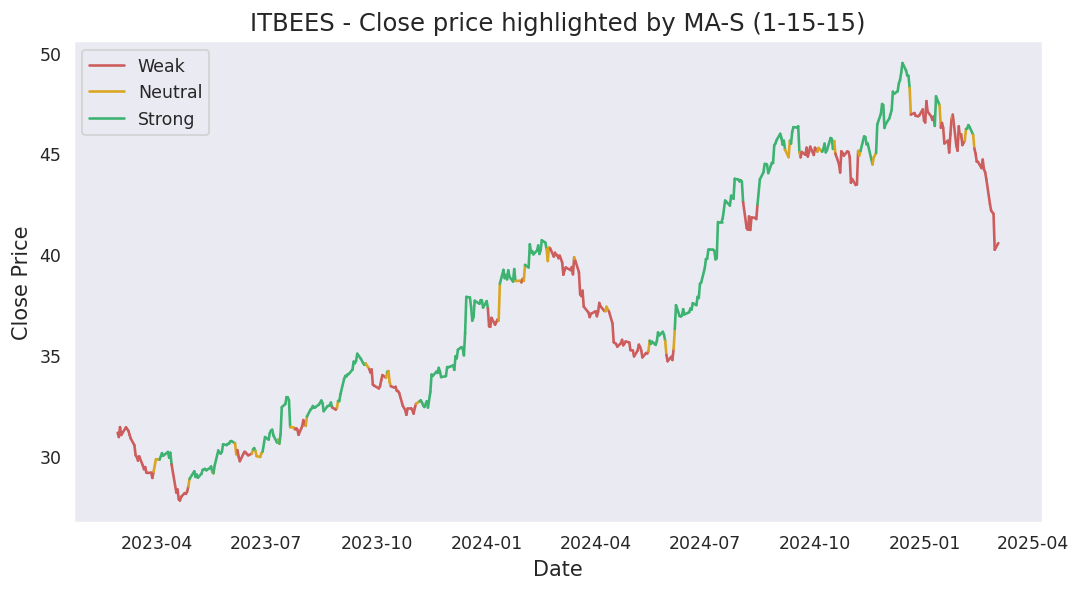 ITBEES - Close price highlighted by MA-S (1-15-15)
Weak
Neutral
Strong
Close Price
50
45
40
35
30
2023-04 2023-07 2023-10 2024-01 2024-04 2024-07 2024-10 2025-01 2025-04
Date